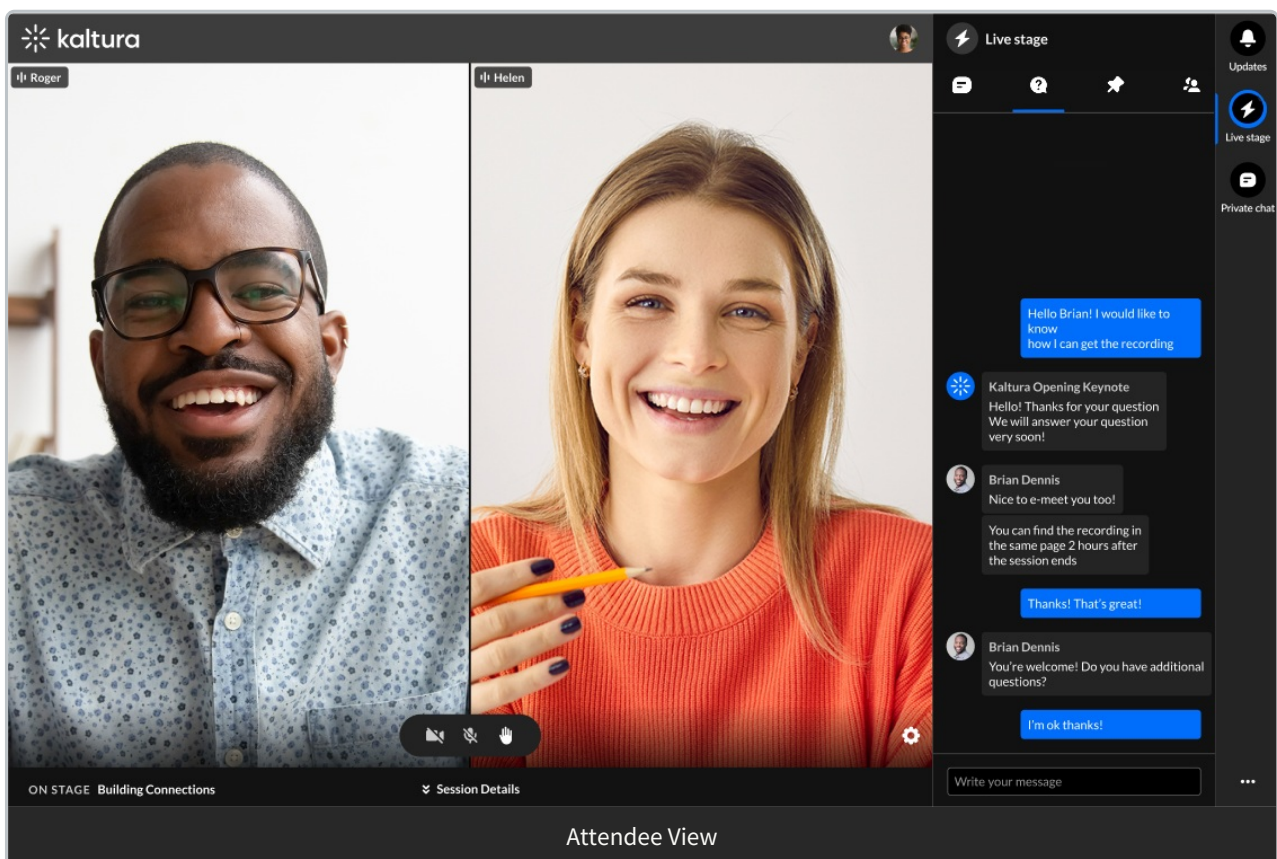 kaltura
Roger
Helen
Live stage
Updates
Live stage
Private chat
Hello Brian! I would like to
know
how I can get the recording
Kaltura Opening Keynote
Hello! Thanks for your question
We will answer your question
very soon!
Brian Dennis
Nice to e-meet you too!
You can find the recording in
the same page 2 hours after
the session ends
Thanks! That's great!
Brian Dennis
You're welcome! Do you have additional
questions?
I'm ok thanks!
Write your message
ON STAGE Building Connections
Session Details
Attendee View